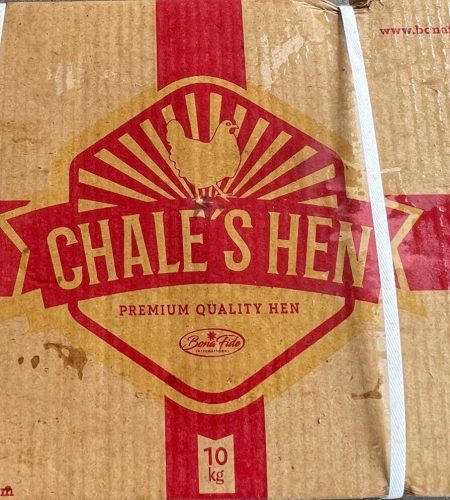 CHALE'S HEN
PREMIUM QUALITY HEN
Bona Fide
INTERNATIONAL
10
kg